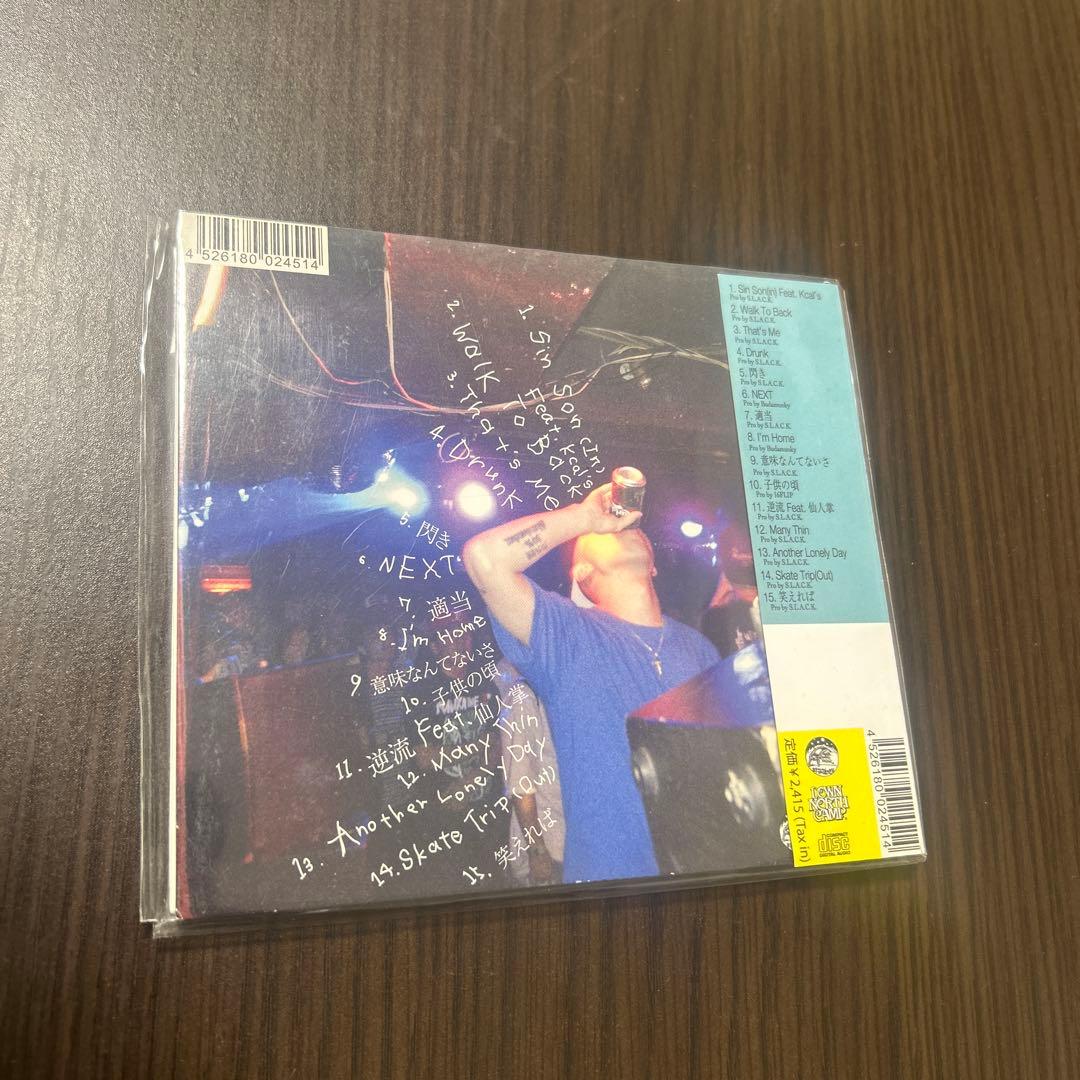 4 526180 024514
1. Sin Son (In)
Feat. Kcal's
2. Walk To Back
3. That's Me
4. Drunk
5. 閃き
6. NEXT
7. 適当
8. I'm Home
9 意味なんてないさ
10. 子供の頃
11. 逆流 Feat. 仙人掌
12. Many Thin
13. Another Lonely Day
14. Skate Trip (Out)
15. 笑えれば
1. Sin Son(in) Feat. Kcal's
Pro by S.L.A.C.K.
2. Walk To Back
Pro by S.L.A.C.K.
3. That's Me
Pro by S.L.A.C.K.
4. Drunk
Pro by S.L.A.C.K.
5. 閃き
Pro by S.L.A.C.K.
6. NEXT
Pro by Budamunky
7. 適当
Pro by S.L.A.C.K.
8. I'm Home
Pro by Budamunky
9. 意味なんてないさ
Pro by S.L.A.C.K.
10. 子供の頃
Pro by 16FLIP
11. 逆流 Feat. 仙人掌
Pro by S.L.A.C.K.
12. Many Thin
Pro by S.L.A.C.K.
13. Another Lonely Day
Pro by S.L.A.C.K.
14. Skate Trip(Out)
Pro by S.L.A.C.K.
15. 笑えれば
Pro by S.L.A.C.K.
定価¥2,415 (Tax in)
DOWN
NORTH
CAMP
COMPACT
disc
DIGITAL AUDIO
4 526180 024514